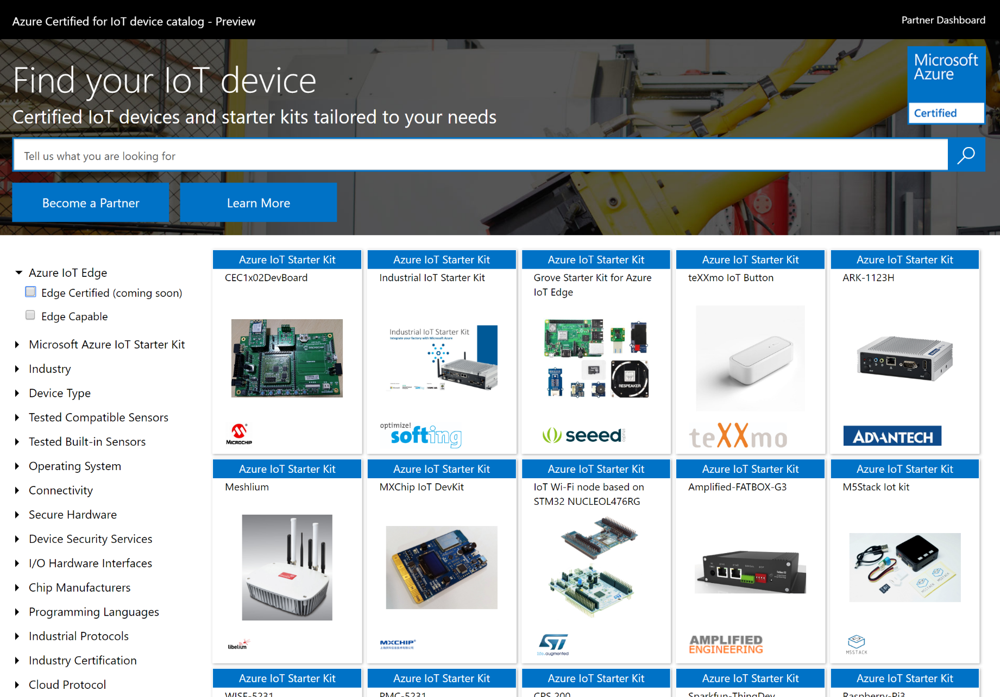 Azure Certified for IoT device catalog - Preview
Partner Dashboard
Microsoft
Azure
Certified
Find your IoT device
Certified IoT devices and starter kits tailored to your needs
Tell us what you are looking for
Become a Partner
Learn More
Azure IoT Edge
Edge Certified (coming soon)
Edge Capable
Microsoft Azure IoT Starter Kit
Industry
Device Type
Tested Compatible Sensors
Tested Built-in Sensors
Operating System
Connectivity
Secure Hardware
Device Security Services
I/O Hardware Interfaces
Chip Manufacturers
Programming Languages
Industrial Protocols
Industry Certification
Cloud Protocol
Azure IoT Starter Kit
CEC1x02DevBoard
MICROCHIP
Azure IoT Starter Kit
Industrial IoT Starter Kit
Industrial IoT Starter Kit
Integrate your factory with Microsoft Azure
optimize!
softing
Azure IoT Starter Kit
Grove Starter Kit for Azure
IoT Edge
RESPEAKER
seeed
studio
Azure IoT Starter Kit
teXXmo IoT Button
teXXmo
Azure IoT Starter Kit
ARK-1123H
ADVANTECH
Azure IoT Starter Kit
Meshlium
libelium
Azure IoT Starter Kit
MXChip IoT DevKit
MXCHIP
Azure IoT Starter Kit
IoT Wi-Fi node based on
STM32 NUCLEOL476RG
ST
life.augmented
Azure IoT Starter Kit
Amplified-FATBOX-G3
AMPLIFIED
ENGINEERING
Azure IoT Starter Kit
M5Stack Iot kit
M5STACK
M5STACK
M5STACK
Azure IoT Starter Kit
WISE-5231
Azure IoT Starter Kit
PMC-5231
Azure IoT Starter Kit
CPS 200
Azure IoT Starter Kit
Sparkfun-ThingDev
Azure IoT Starter Kit
Raspberry-Pi3